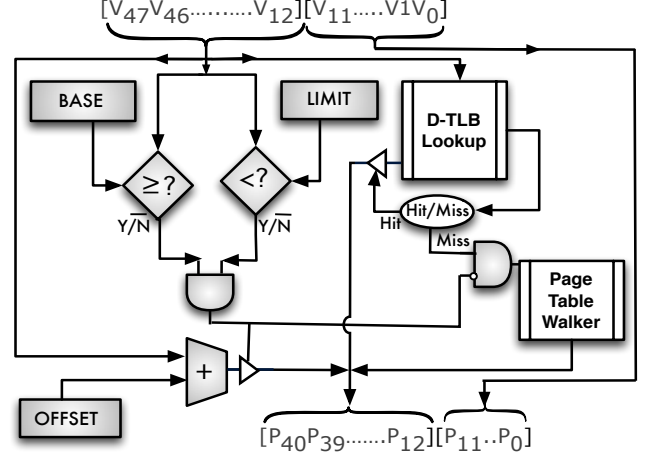 [V47V46..........V12][V11.....V1V0]
BASE
LIMIT
D-TLB
Lookup
≥?
<?
Hit/Miss
Y/N̅
Y/N̅
Hit
Miss
Page
Table
Walker
+
OFFSET
[P40P39.......P12][P11..P0]